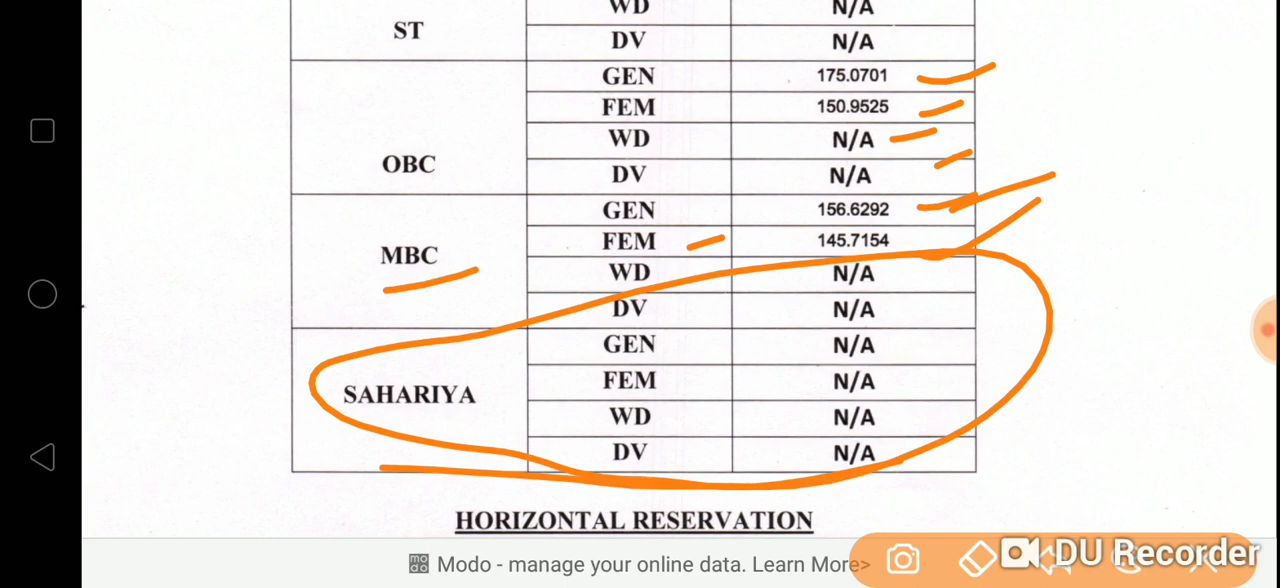 WD N/A
ST
DV N/A
GEN 175.0701
FEM 150.9525
WD N/A
OBC
DV N/A
GEN 156.6292
FEM 145.7154
MBC
WD N/A
DV N/A
GEN N/A
FEM N/A
SAHARIYA
WD N/A
DV N/A
HORIZONTAL RESERVATION
Modo - manage your online data. Learn More>
DU Recorder